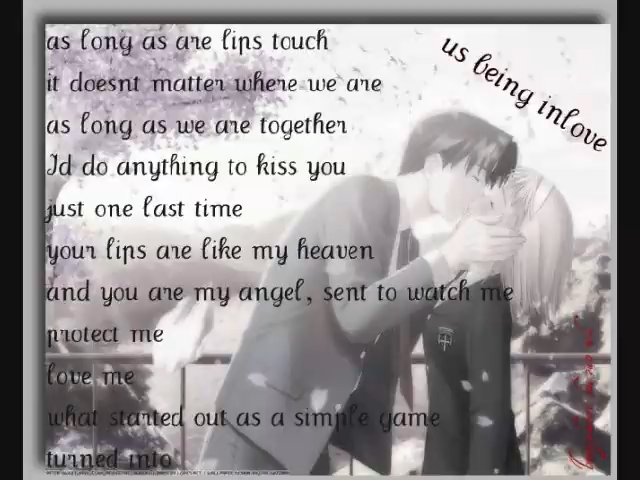 as long as are lips touch
it doesnt matter where we are
as long as we are together
I'd do anything to kiss you
just one last time
your lips are like my heaven
and you are my angel, sent to watch me
protect me
love me
what started out as a simple game
turned into
us being inlove